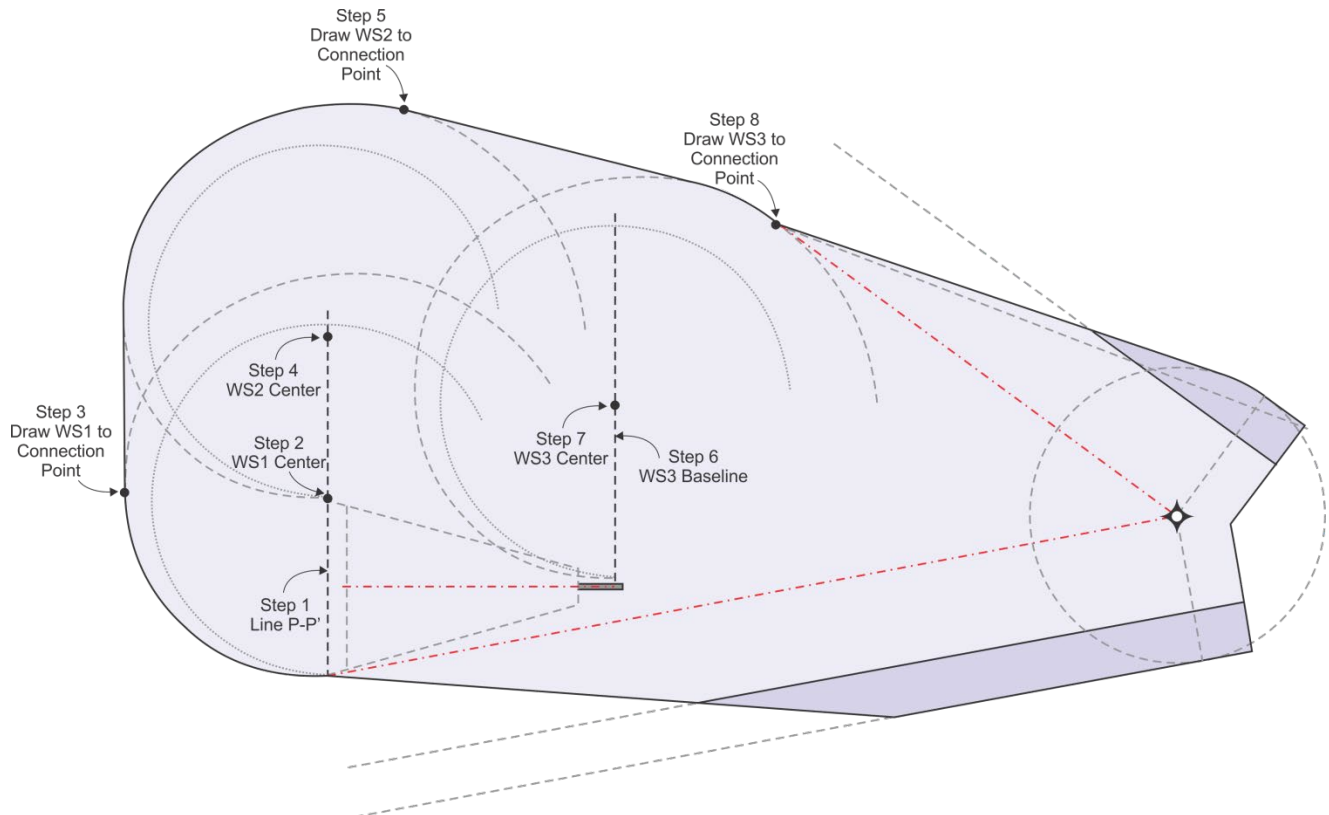 Step 5
Draw WS2 to
Connection
Point
Step 8
Draw WS3 to
Connection
Point
Step 4
WS2 Center
Step 3
Draw WS1 to
Connection
Point
Step 2
WS1 Center
Step 7
WS3 Center
Step 6
WS3 Baseline
Step 1
Line P-P'